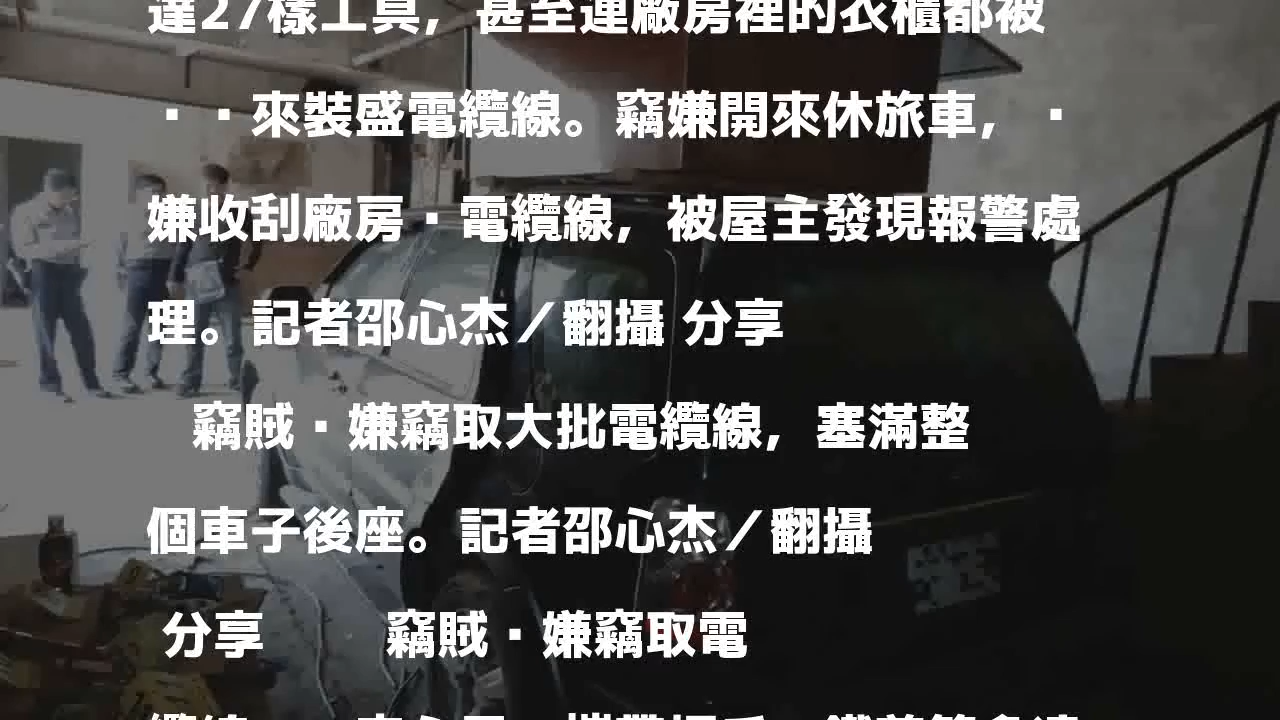 達27樣工具，甚至連廠房裡的衣櫃都被
··來裝盛電纜線。竊嫌開來休旅車，·
嫌收刮廠房·電纜線，被屋主發現報警處
理。記者邵心杰／翻攝 分享
竊賊·嫌竊取大批電纜線，塞滿整
個車子後座。記者邵心杰／翻攝
分享 竊賊·嫌竊取電